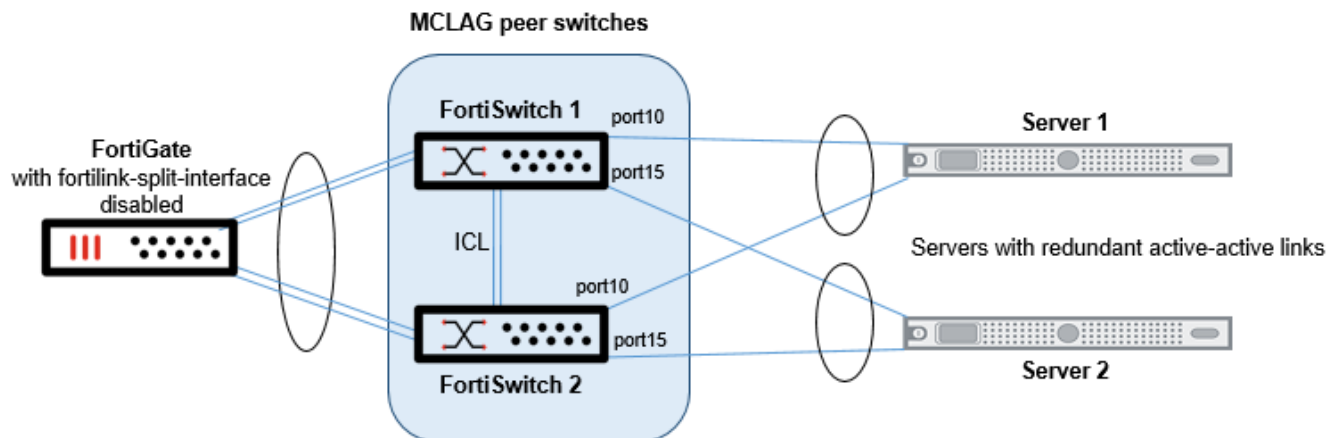 MCLAG peer switches
FortiSwitch 1
port10
port15
FortiGate
with fortilink-split-interface
disabled
ICL
port10
port15
FortiSwitch 2
Server 1
Servers with redundant active-active links
Server 2